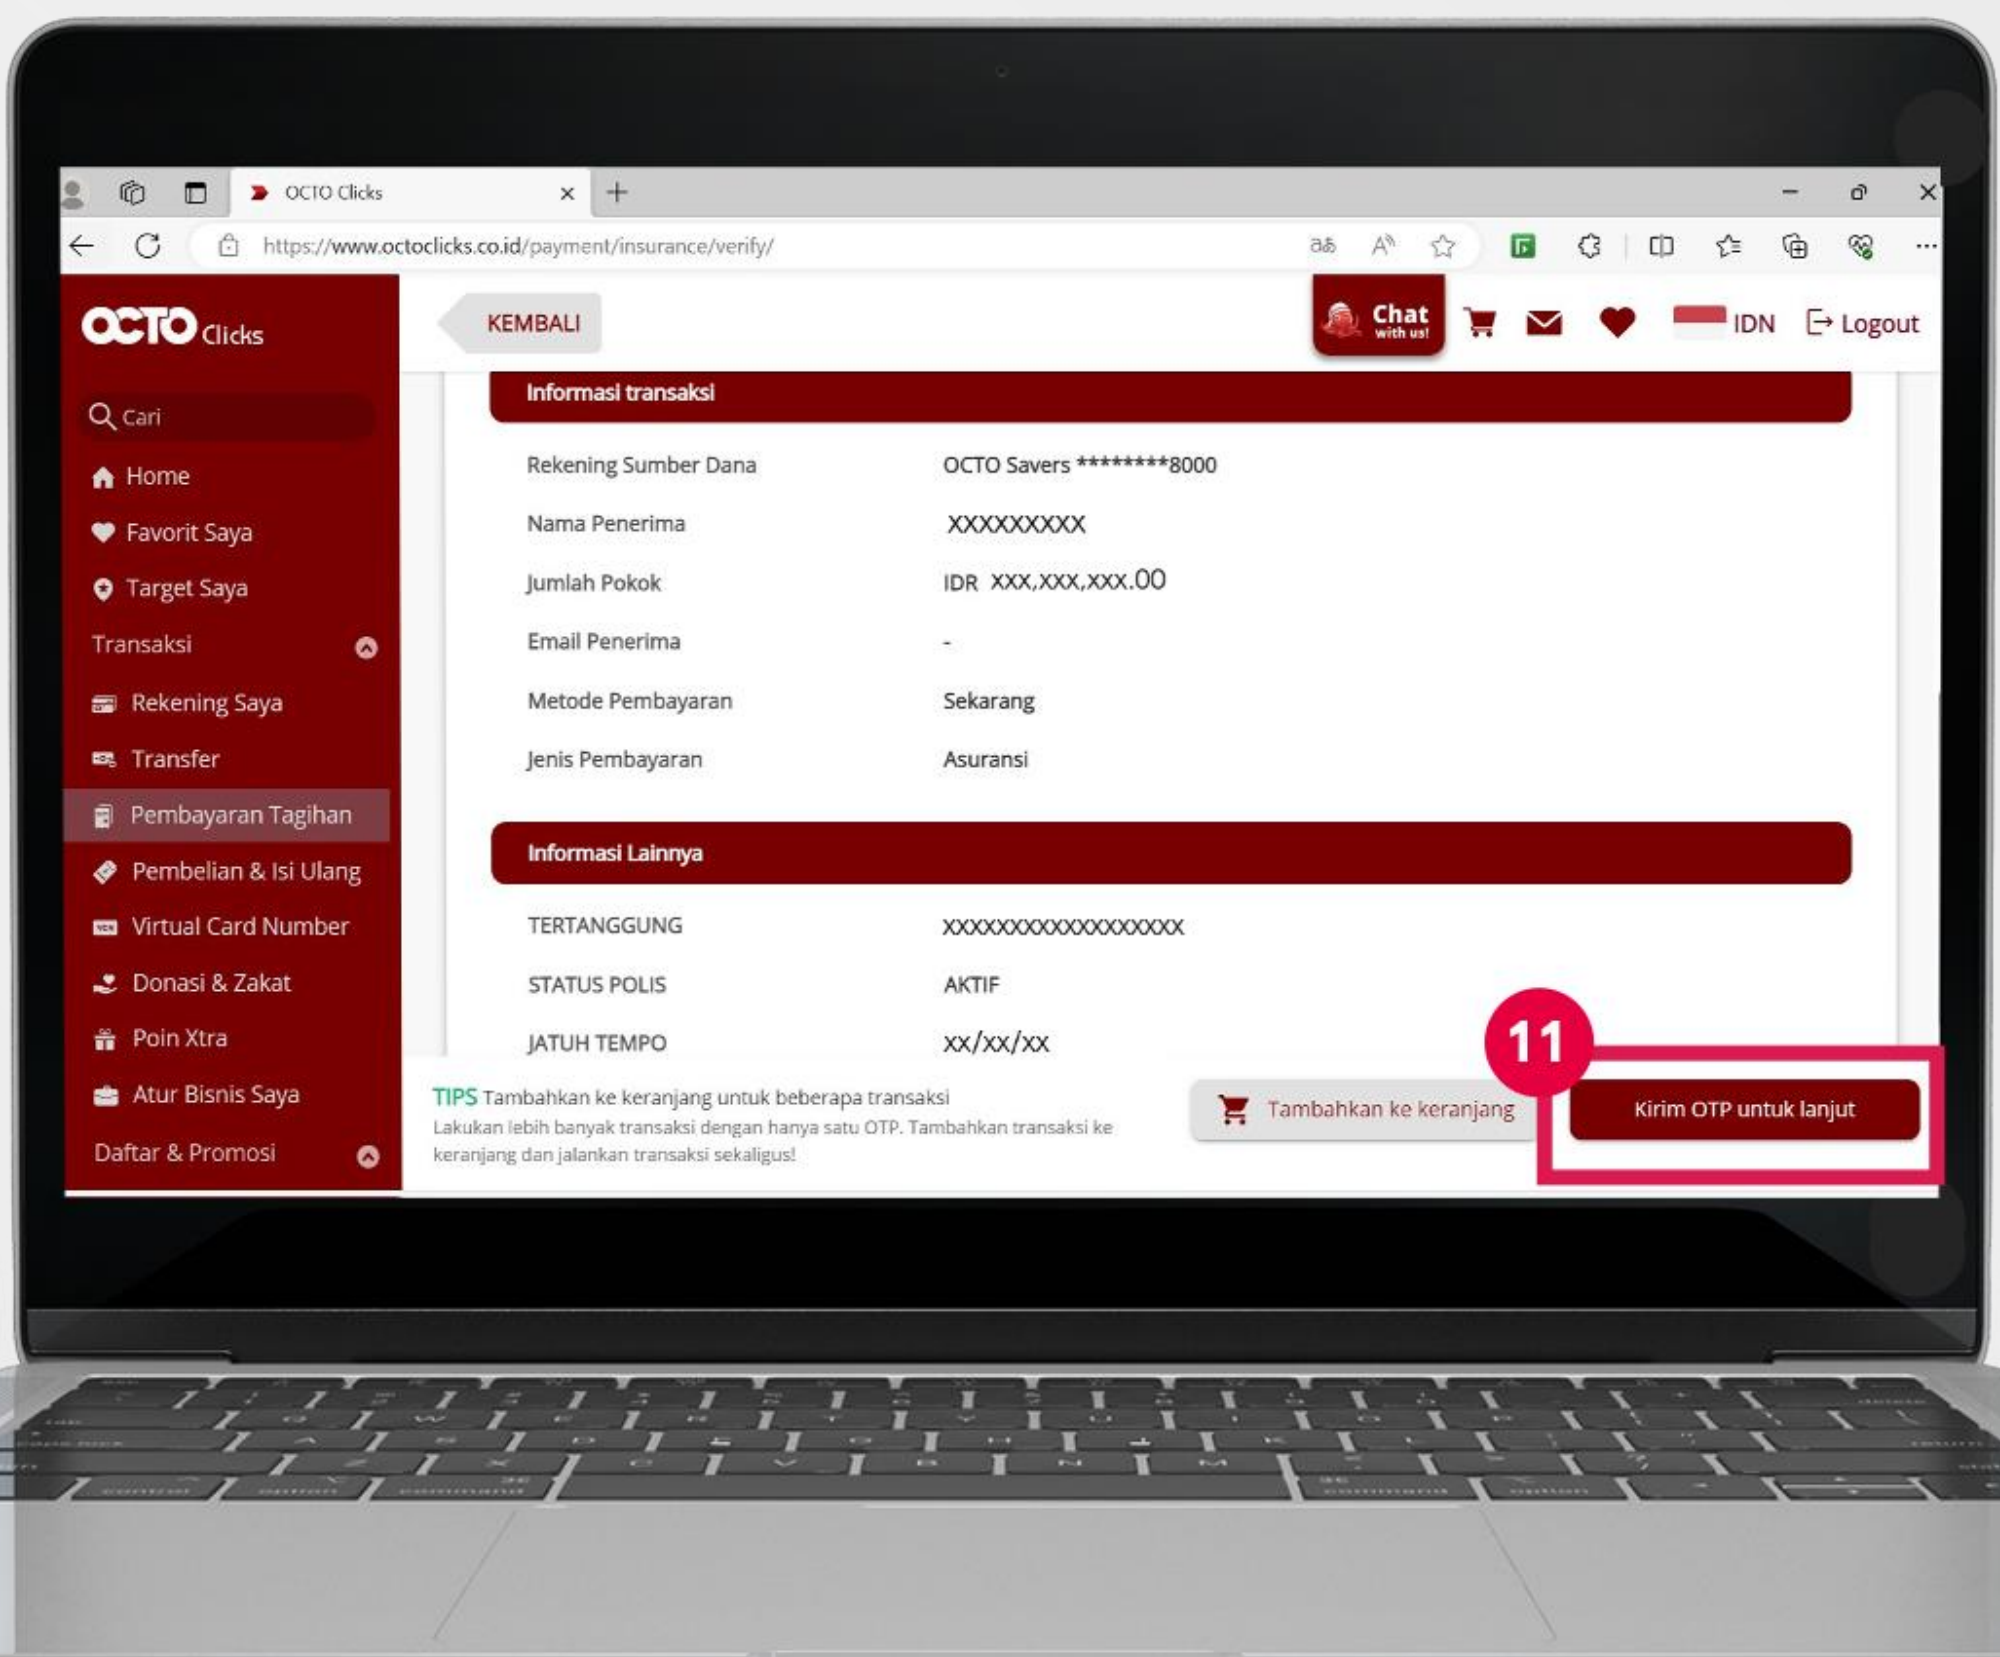 OCTO Clicks
https://www.octoclicks.co.id/payment/insurance/verify/
OCTO Clicks
KEMBALI
Chat
with us!
IDN
Logout
Cari
Home
Favorit Saya
Target Saya
Transaksi
Rekening Saya
Transfer
Pembayaran Tagihan
Pembelian & Isi Ulang
Virtual Card Number
Donasi & Zakat
Poin Xtra
Atur Bisnis Saya
Daftar & Promosi
Informasi transaksi
Rekening Sumber Dana OCTO Savers ********8000
Nama Penerima XXXXXXXXX
Jumlah Pokok IDR XXX,XXX,XXX.00
Email Penerima -
Metode Pembayaran Sekarang
Jenis Pembayaran Asuransi
Informasi Lainnya
TERTANGGUNG XXXXXXXXXXXXXXXXXX
STATUS POLIS AKTIF
JATUH TEMPO xx/xx/xx
TIPS Tambahkan ke keranjang untuk beberapa transaksi
Lakukan lebih banyak transaksi dengan hanya satu OTP. Tambahkan transaksi ke
keranjang dan jalankan transaksi sekaligus!
Tambahkan ke keranjang
11
Kirim OTP untuk lanjut